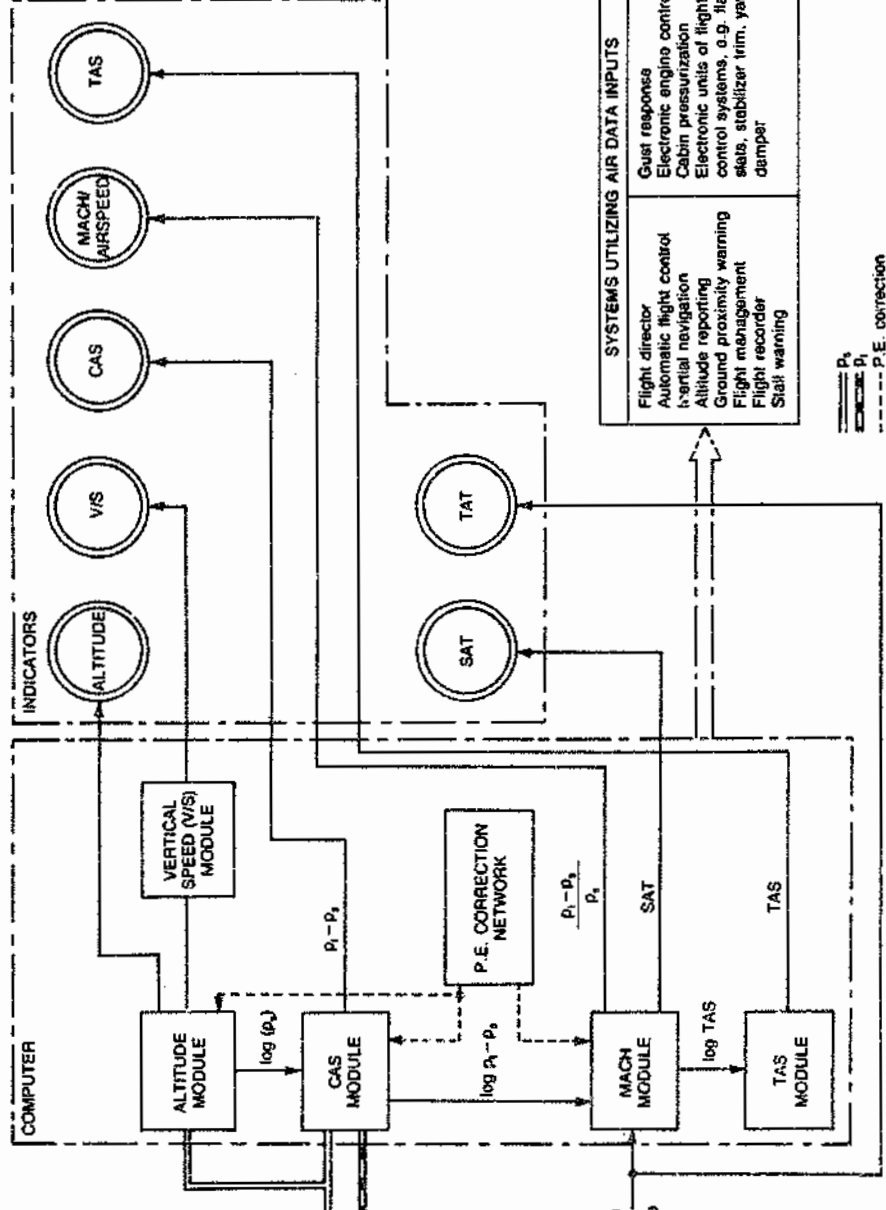 INDICATORS
ALTITUDE
V/S
CAS
MACH/
AIRSPEED
TAS
SAT
TAT
COMPUTER
VERTICAL
SPEED (V/S)
MODULE
ALTITUDE
MODULE
log (pₛ)
CAS
MODULE
pₜ – pₛ
P.E. CORRECTION
NETWORK
log pₜ – pₛ
pₜ – pₛ
pₛ
MACH
MODULE
SAT
log TAS
TAS
MODULE
TAS
SYSTEMS UTILIZING AIR DATA INPUTS
Flight director
Automatic flight control
Inertial navigation
Altitude reporting
Ground proximity warning
Flight management
Flight recorder
Stall warning
Gust response
Electronic engine contro
Cabin pressurization
Electronic units of flight
control systems, e.g. fla
slats, stabilizer trim, ya
damper
pₛ
pₜ
P.E. correction